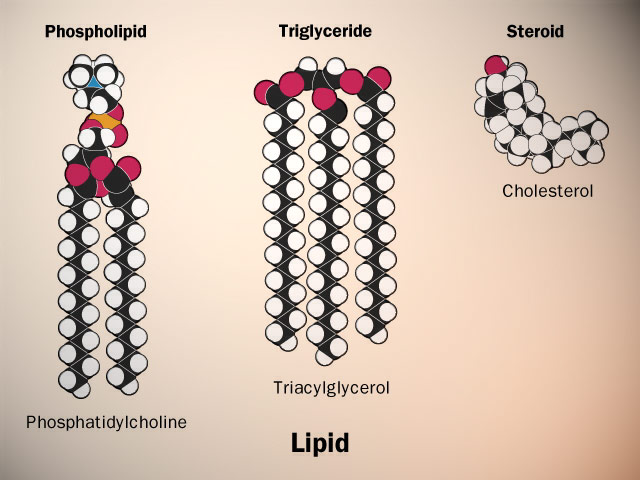 Phospholipid
Triglyceride
Steroid
Cholesterol
Triacylglycerol
Phosphatidylcholine
Lipid